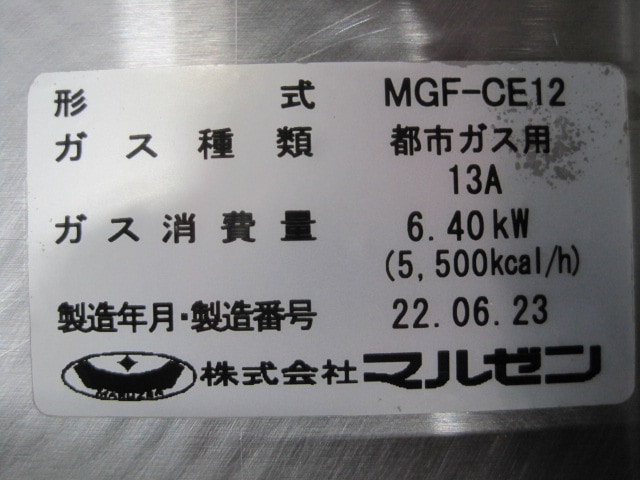 形 式 MGF-CE12
ガス種類 都市ガス用
13A
ガス消費量 6.40kW
(5,500kcal/h)
製造年月・製造番号 22.06.23
MARUZEN 株式会社 マルゼン